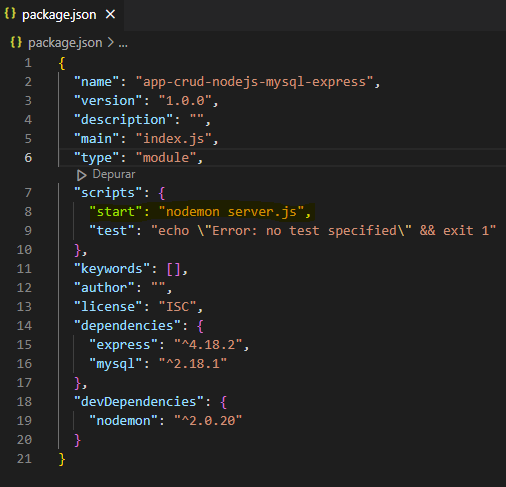 {} package.json ×
{} package.json > ...
1 {
2 "name": "app-crud-nodejs-mysql-express",
3 "version": "1.0.0",
4 "description": "",
5 "main": "index.js",
6 "type": "module",
Depurar
7 "scripts": {
8 "start": "nodemon server.js",
9 "test": "echo \"Error: no test specified\" && exit 1"
10 },
11 "keywords": [],
12 "author": "",
13 "license": "ISC",
14 "dependencies": {
15 "express": "^4.18.2",
16 "mysql": "^2.18.1"
17 },
18 "devDependencies": {
19 "nodemon": "^2.0.20"
20 }
21 }